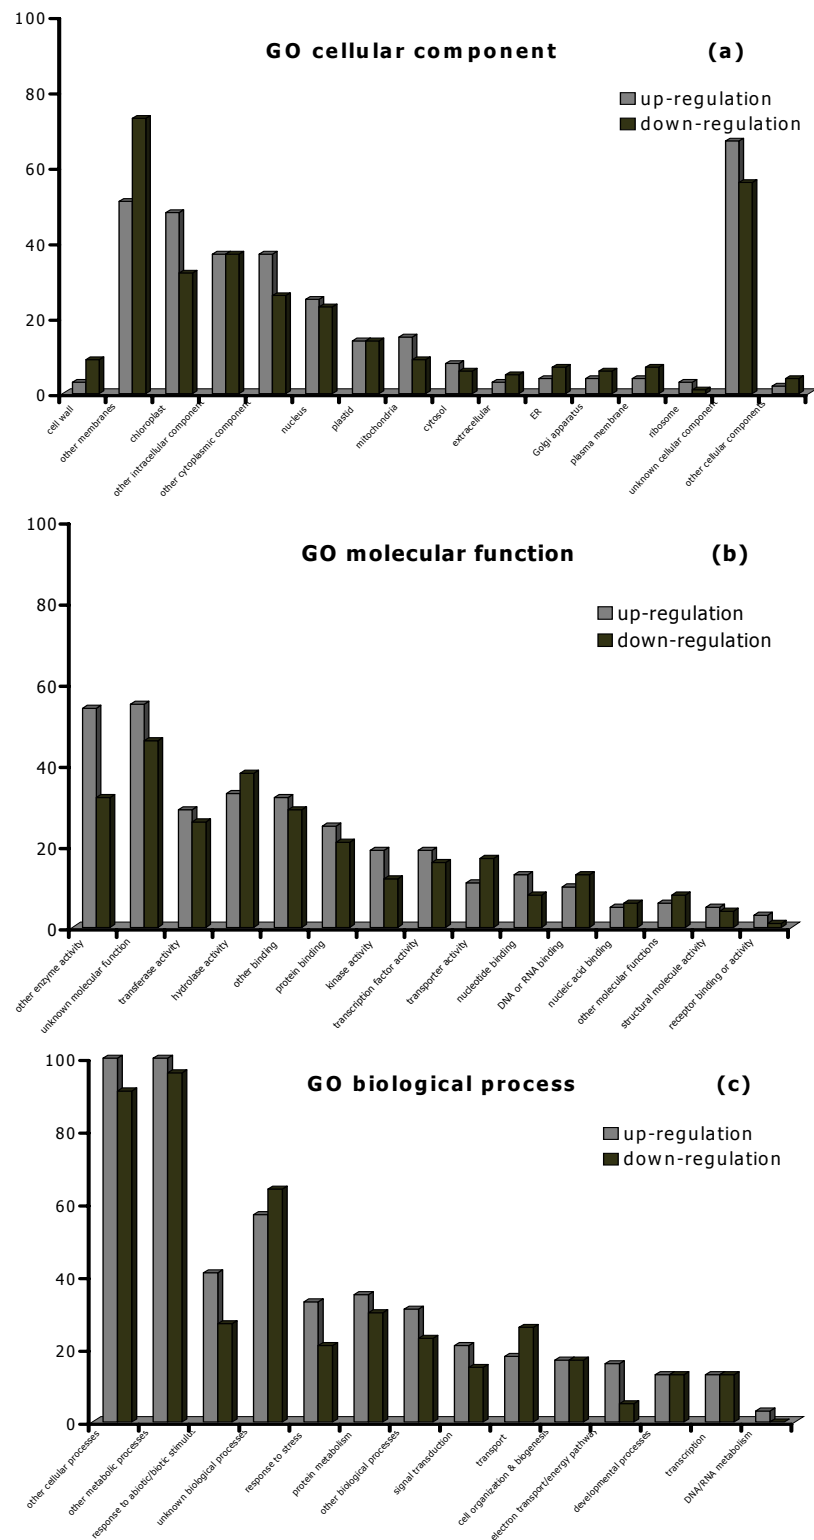 100
80
60
40
20
0
GO cellular component (a)
up-regulation
down-regulation
cell wall
other membranes
chloroplast
other intracellular component
other cytoplasmic component
nucleus
plastid
mitochondria
cytosol
extracellular
ER
Golgi apparatus
plasma membrane
ribosome
unknown cellular component
other cellular components
100
80
60
40
20
0
GO molecular function (b)
up-regulation
down-regulation
other enzyme activity
unknown molecular function
transferase activity
hydrolase activity
other binding
protein binding
kinase activity
transcription factor activity
transporter activity
nucleotide binding
DNA or RNA binding
nucleic acid binding
other molecular functions
structural molecule activity
receptor binding or activity
100
80
60
40
20
0
GO biological process (c)
up-regulation
down-regulation
other cellular processes
other metabolic processes
response to abiotic/biotic stimuluc
unknown biological processes
response to stress
protein metabolism
other biological processes
signal transduction
transport
cell organization & biogenesis
electron transport/energy pathway
developmental processes
transcription
DNA/RNA metabolism